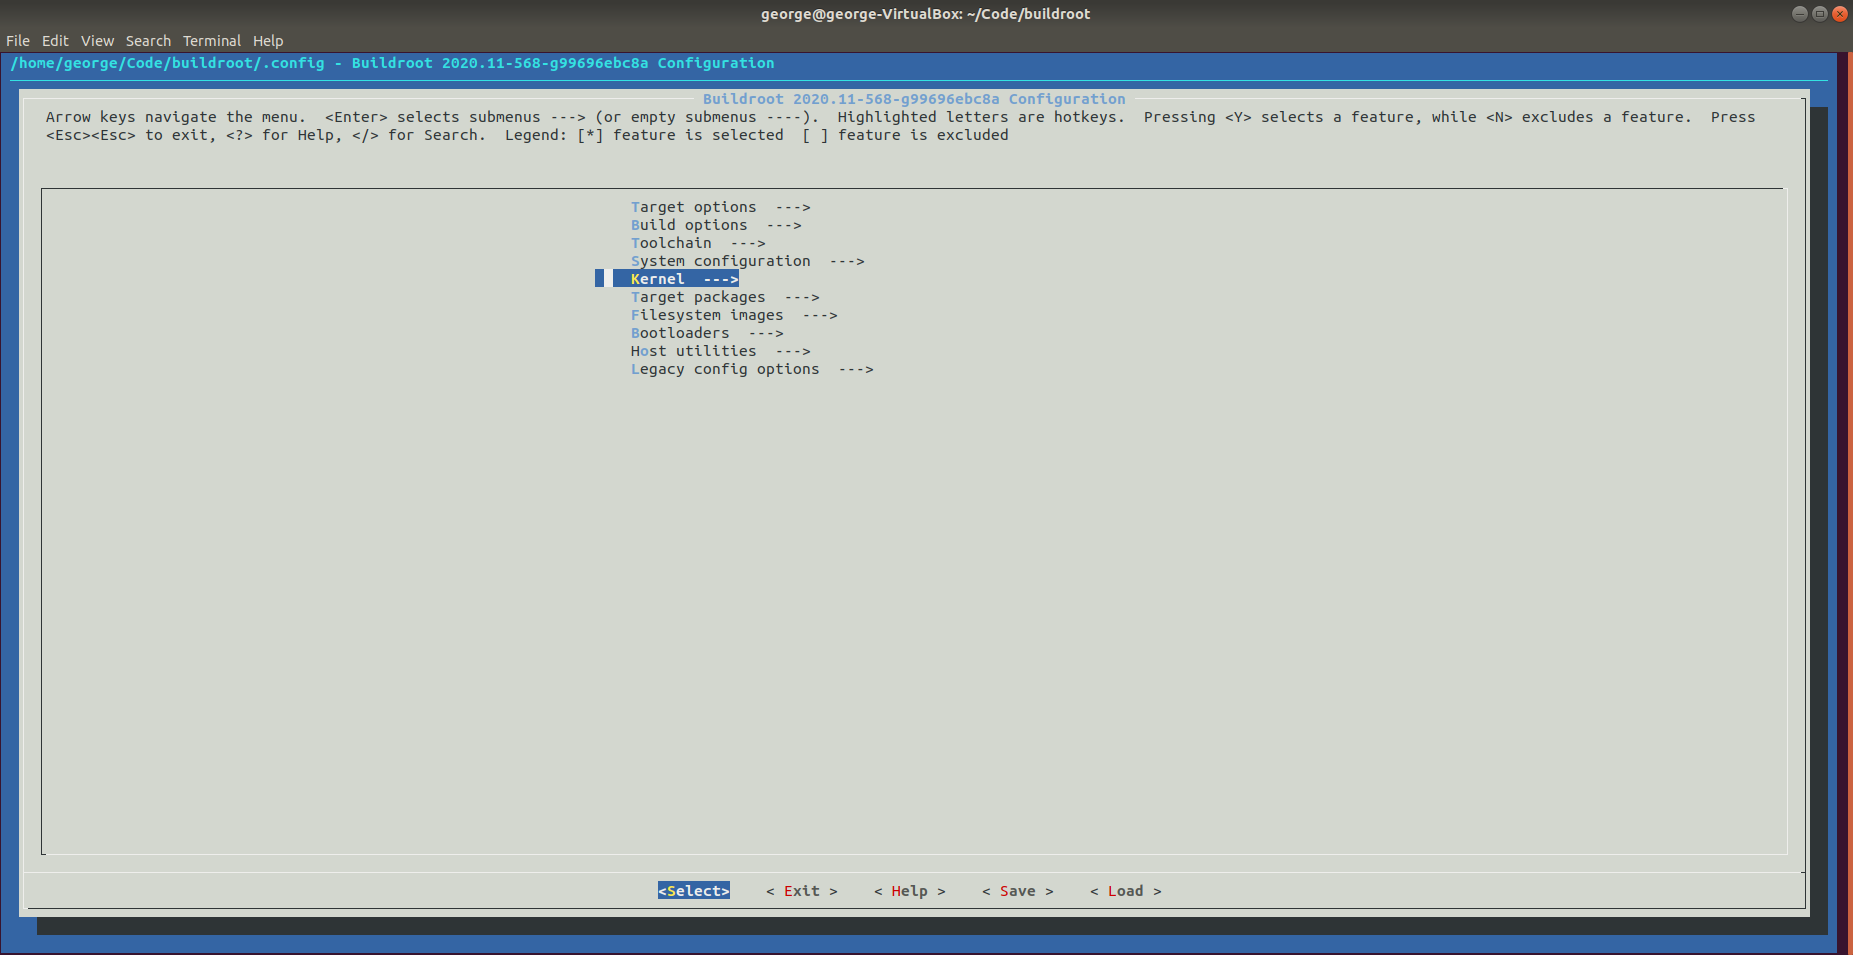 george@george-VirtualBox: ~/Code/buildroot
File Edit View Search Terminal Help
/home/george/Code/buildroot/.config - Buildroot 2020.11-568-g99696ebc8a Configuration
Buildroot 2020.11-568-g99696ebc8a Configuration
Arrow keys navigate the menu.  <Enter> selects submenus ---> (or empty submenus ----).  Highlighted letters are hotkeys.  Pressing <Y> selects a feature, while <N> excludes a feature.  Press
<Esc><Esc> to exit, <?> for Help, </> for Search.  Legend: [*] feature is selected  [ ] feature is excluded
Target options  --->
Build options  --->
Toolchain  --->
System configuration  --->
Kernel  --->
Target packages  --->
Filesystem images  --->
Bootloaders  --->
Host utilities  --->
Legacy config options  --->
<Select>    < Exit >    < Help >    < Save >    < Load >